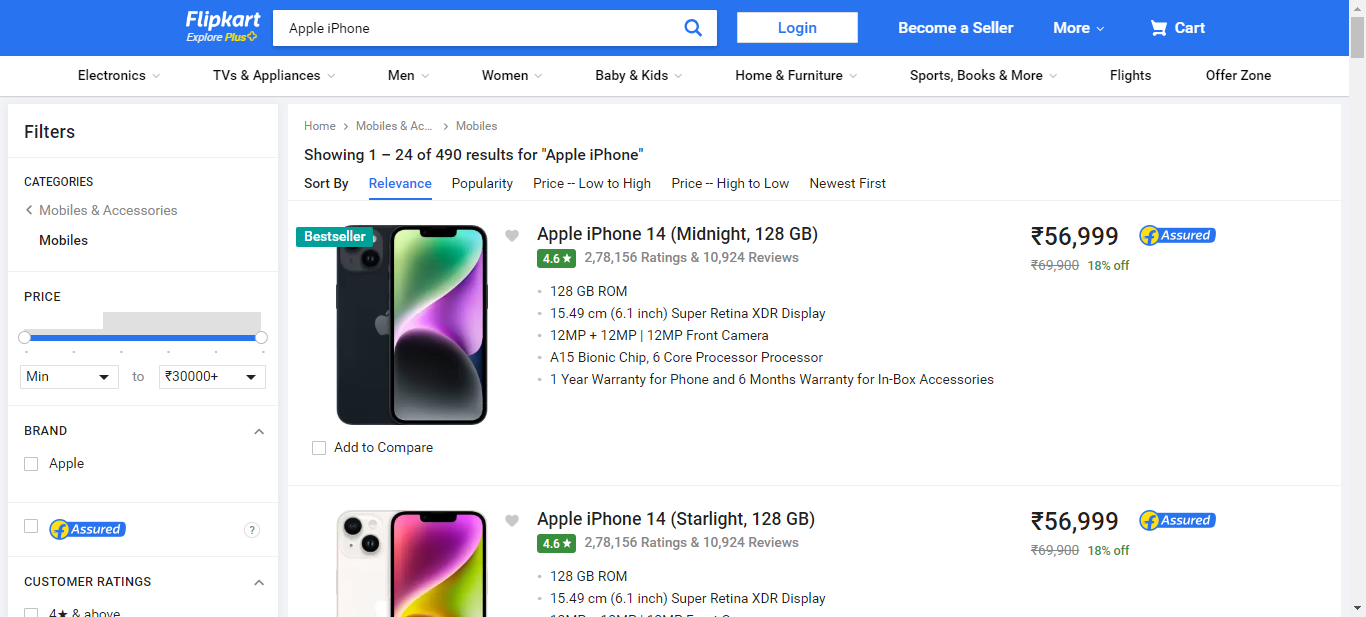 Flipkart
Explore Plus
Apple iPhone
Login
Become a Seller
More
Cart
Electronics
TVs & Appliances
Men
Women
Baby & Kids
Home & Furniture
Sports, Books & More
Flights
Offer Zone
Filters
CATEGORIES
Mobiles & Accessories
Mobiles
PRICE
Min
to
₹30000+
BRAND
Apple
Assured
?
CUSTOMER RATINGS
4★ & above
Home
Mobiles & Ac...
Mobiles
Showing 1 – 24 of 490 results for "Apple iPhone"
Sort By
Relevance
Popularity
Price -- Low to High
Price -- High to Low
Newest First
Bestseller
Apple iPhone 14 (Midnight, 128 GB)
4.6 ★ 2,78,156 Ratings & 10,924 Reviews
128 GB ROM
15.49 cm (6.1 inch) Super Retina XDR Display
12MP + 12MP | 12MP Front Camera
A15 Bionic Chip, 6 Core Processor Processor
1 Year Warranty for Phone and 6 Months Warranty for In-Box Accessories
₹56,999
Assured
₹69,900 18% off
Add to Compare
Apple iPhone 14 (Starlight, 128 GB)
4.6 ★ 2,78,156 Ratings & 10,924 Reviews
128 GB ROM
15.49 cm (6.1 inch) Super Retina XDR Display
₹56,999
Assured
₹69,900 18% off